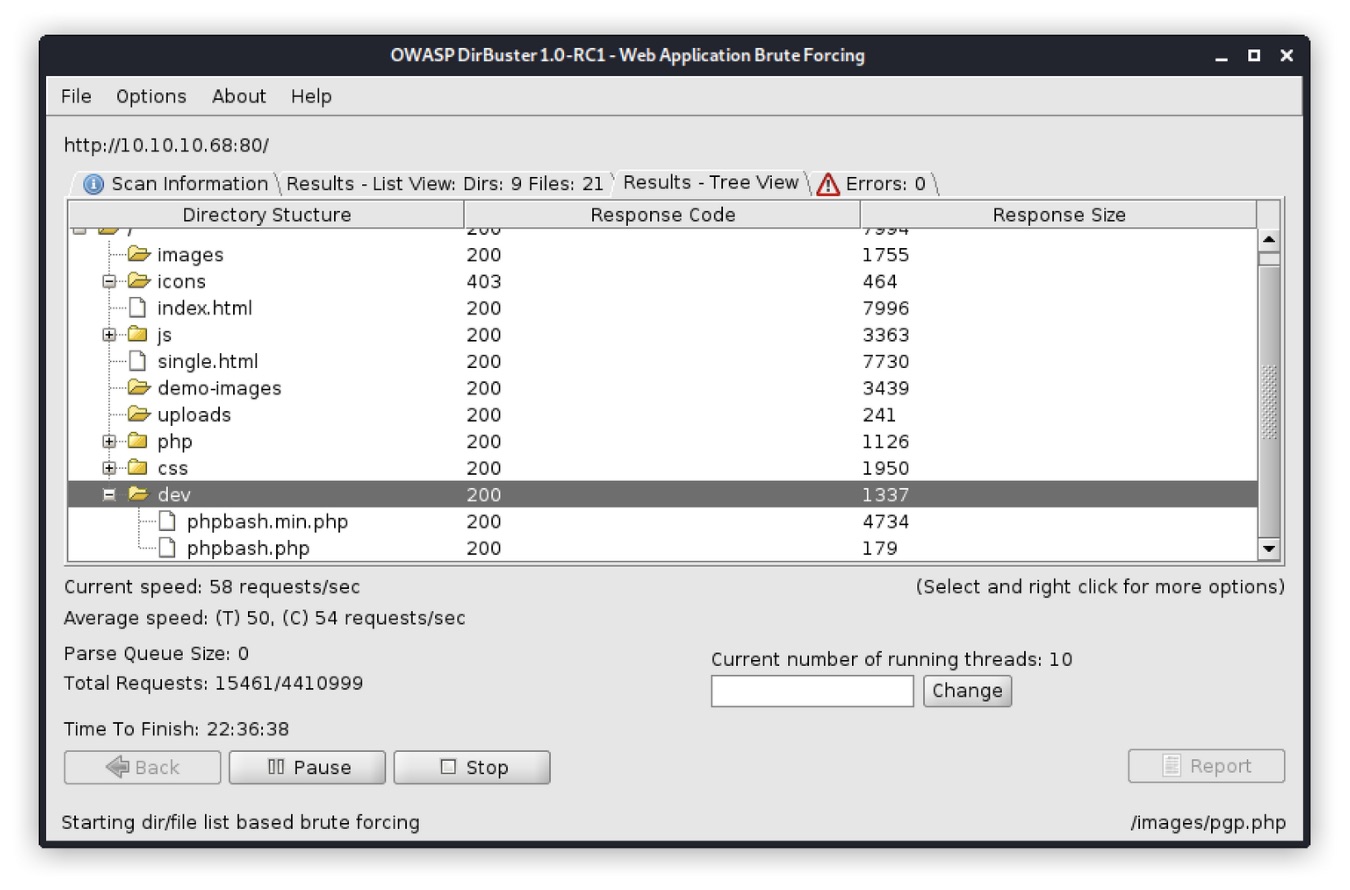 OWASP DirBuster 1.0-RC1 - Web Application Brute Forcing
File Options About Help
http://10.10.10.68:80/
Scan Information Results - List View: Dirs: 9 Files: 21 Results - Tree View Errors: 0
Directory Stucture Response Code Response Size
/ 200 7994
images 200 1755
icons 403 464
index.html 200 7996
js 200 3363
single.html 200 7730
demo-images 200 3439
uploads 200 241
php 200 1126
css 200 1950
dev 200 1337
phpbash.min.php 200 4734
phpbash.php 200 179
Current speed: 58 requests/sec (Select and right click for more options)
Average speed: (T) 50, (C) 54 requests/sec
Parse Queue Size: 0
Current number of running threads: 10
Total Requests: 15461/4410999
Change
Time To Finish: 22:36:38
Back Pause Stop Report
Starting dir/file list based brute forcing /images/pgp.php